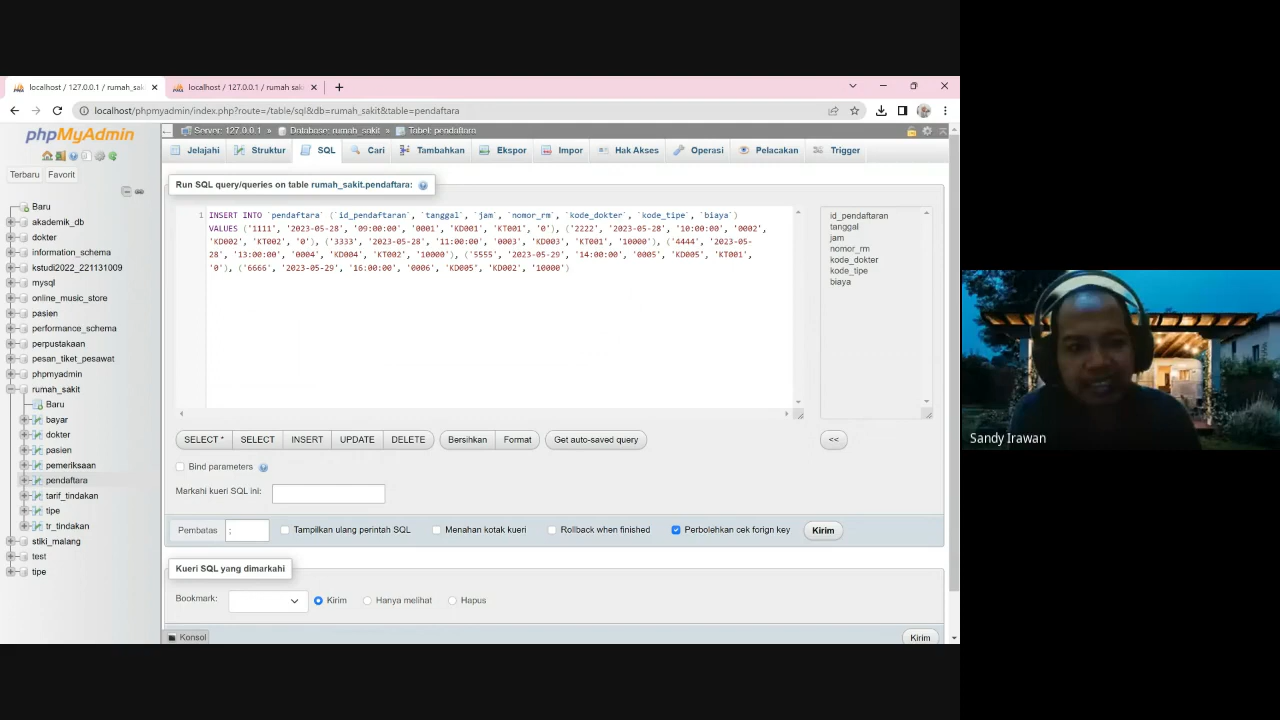 localhost / 127.0.0.1 / rumah_sak
localhost / 127.0.0.1 / rumah sakit
localhost/phpmyadmin/index.php?route=/table/sql&db=rumah_sakit&table=pendaftara
phpMyAdmin
Terbaru Favorit
Baru
akademik_db
dokter
information_schema
kstudi2022_221131009
mysql
online_music_store
pasien
performance_schema
perpustakaan
pesan_tiket_pesawat
phpmyadmin
rumah_sakit
Baru
bayar
dokter
pasien
pemeriksaan
pendaftara
tarif_tindakan
tipe
tr_tindakan
stiki_malang
test
tipe
Server: 127.0.0.1 » Database: rumah_sakit » Tabel: pendaftara
Jelajahi Struktur SQL Cari Tambahkan Ekspor Impor Hak Akses Operasi Pelacakan Trigger
Run SQL query/queries on table rumah_sakit.pendaftara:
1 INSERT INTO `pendaftara` (`id_pendaftaran`, `tanggal`, `jam`, `nomor_rm`, `kode_dokter`, `kode_tipe`, `biaya`)
VALUES ('1111', '2023-05-28', '09:00:00', '0001', 'KD001', 'KT001', '0'), ('2222', '2023-05-28', '10:00:00', '0002',
'KD002', 'KT002', '0'), ('3333', '2023-05-28', '11:00:00', '0003', 'KD003', 'KT001', '10000'), ('4444', '2023-05-
28', '13:00:00', '0004', 'KD004', 'KT002', '10000'), ('5555', '2023-05-29', '14:00:00', '0005', 'KD005', 'KT001',
'0'), ('6666', '2023-05-29', '16:00:00', '0006', 'KD005', 'KD002', '10000')
id_pendaftaran
tanggal
jam
nomor_rm
kode_dokter
kode_tipe
biaya
SELECT * SELECT INSERT UPDATE DELETE Bersihkan Format Get auto-saved query <<
Bind parameters
Markahi kueri SQL ini:
Pembatas ; Tampilkan ulang perintah SQL Menahan kotak kueri Rollback when finished Perbolehkan cek forign key Kirim
Kueri SQL yang dimarkahi
Bookmark: Kirim Hanya melihat Hapus
Konsol Kirim
Sandy Irawan